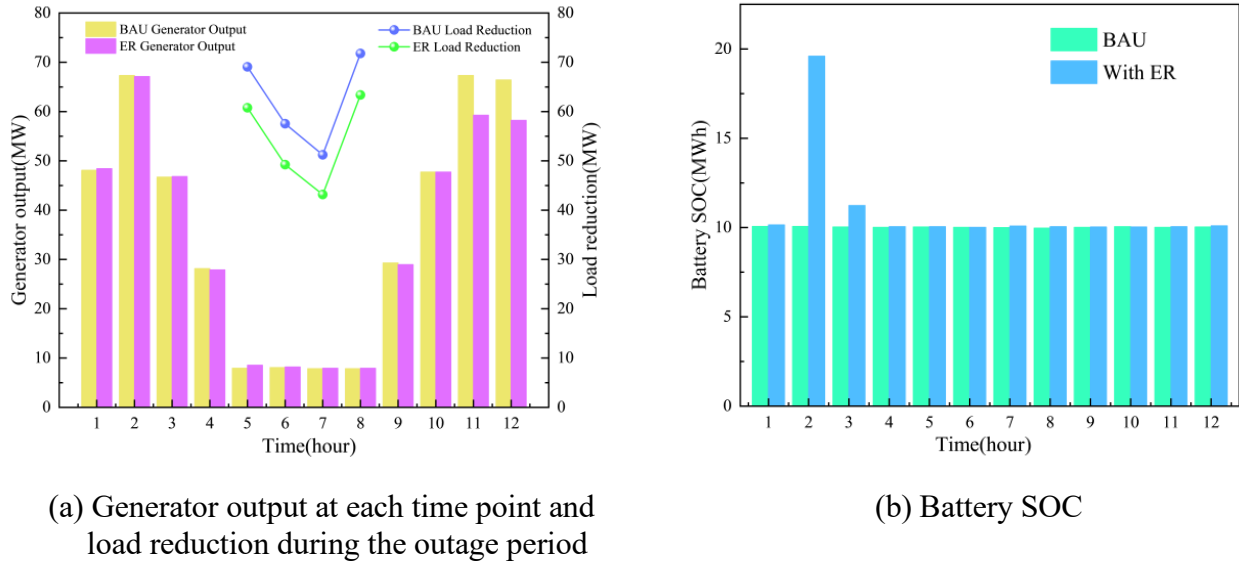 80
70
60
50
40
30
20
10
0
Generator output(MW)
BAU Generator Output
ER Generator Output
BAU Load Reduction
ER Load Reduction
80
70
60
50
40
30
20
10
0
Load reduction(MW)
1 2 3 4 5 6 7 8 9 10 11 12
Time(hour)
(a) Generator output at each time point and
load reduction during the outage period
20
15
10
5
0
Battery SOC(MWh)
BAU
With ER
1 2 3 4 5 6 7 8 9 10 11 12
Time(hour)
(b) Battery SOC